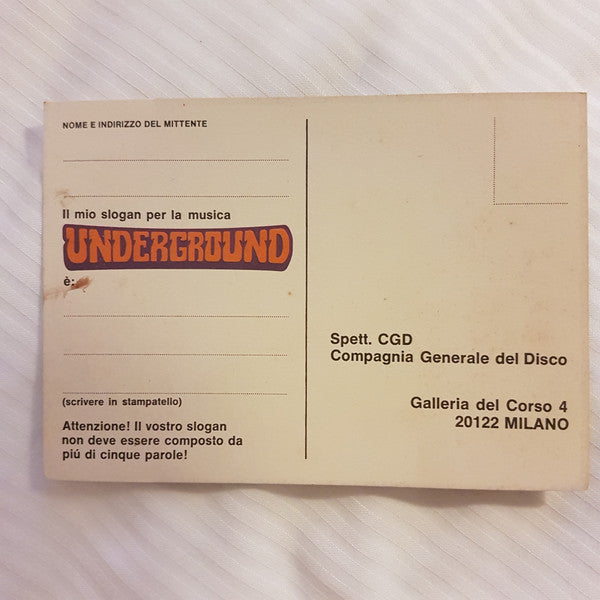 NOME E INDIRIZZO DEL MITTENTE
Il mio slogan per la musica
UNDERGROUND
è:
(scrivere in stampatello)
Attenzione! Il vostro slogan
non deve essere composto da
piú di cinque parole!
Spett. CGD
Compagnia Generale del Disco
Galleria del Corso 4
20122 MILANO